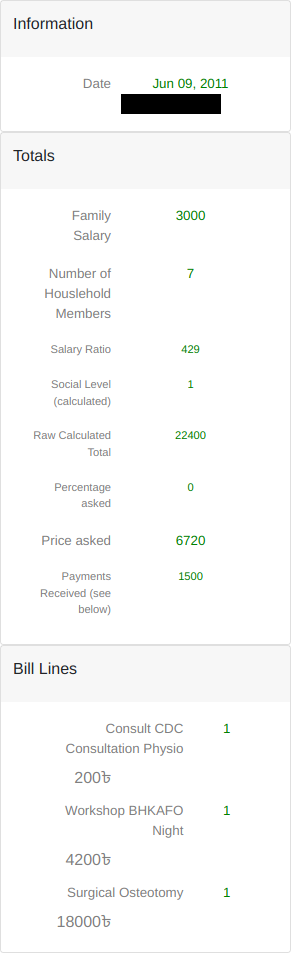 Information
Date Jun 09, 2011
Totals
Family 3000
Salary
Number of 7
Houslehold
Members
Salary Ratio 429
Social Level 1
(calculated)
Raw Calculated 22400
Total
Percentage 0
asked
Price asked 6720
Payments 1500
Received (see
below)
Bill Lines
Consult CDC 1
Consultation Physio
200৳
Workshop BHKAFO 1
Night
4200৳
Surgical Osteotomy 1
18000৳